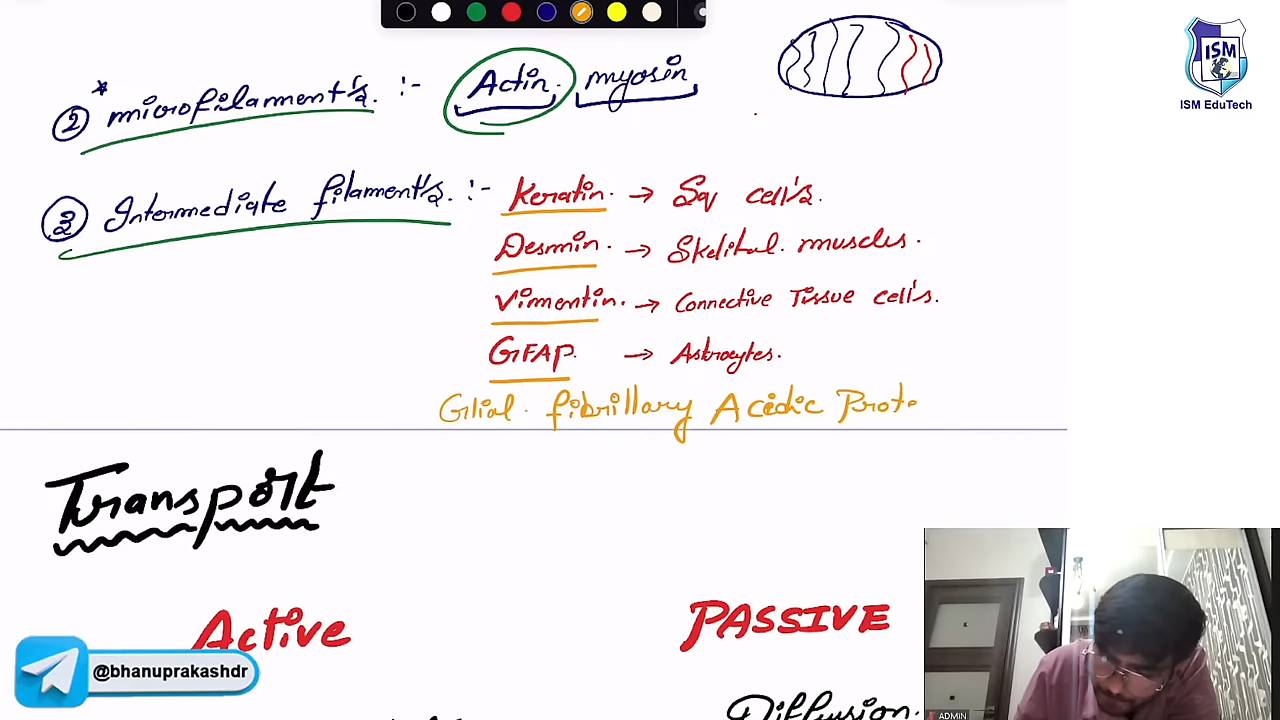 ISM
ISM EduTech
* ② microfilament's. :- Actin. myosin
③ Intermediate filament's. :- Keratin. → Sq cell's.
Desmin. → Skelital. muscles.
Vimentin. → Connective Tissue cell's.
GFAP. → Astrocytes.
Glial. fibrillary Acidic Prote
Transport
Active PASSIVE
@bhanuprakashdr
Diffusion.
ADMIN